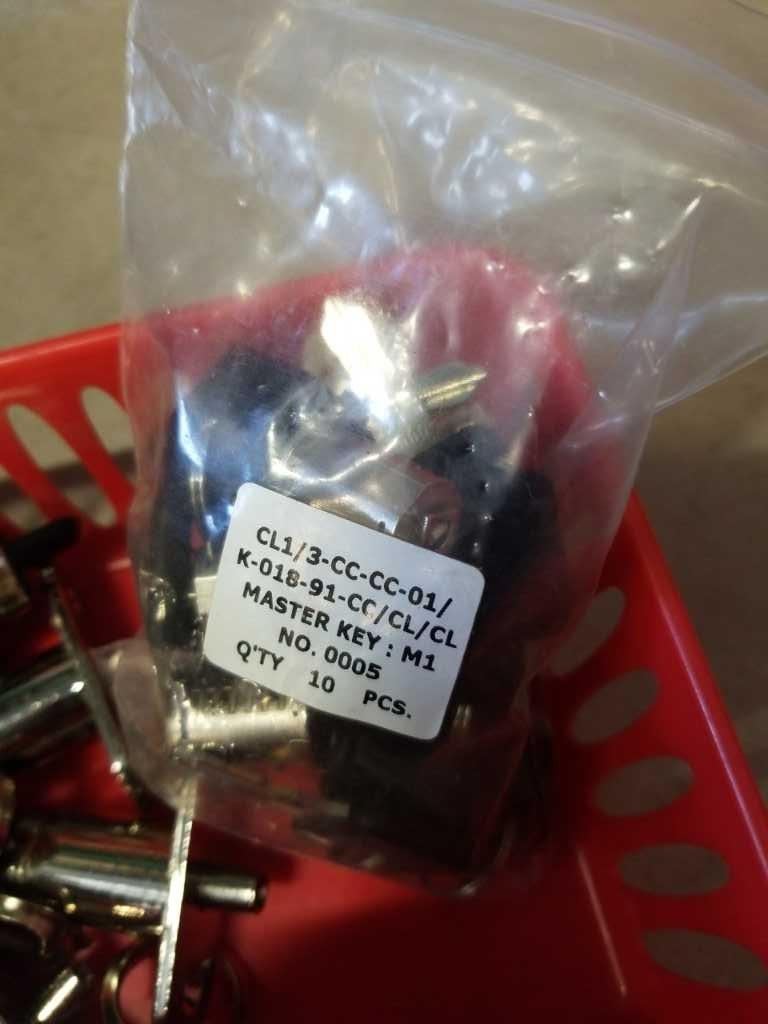 CL1/3-CC-CC-01/
K-018-91-CC/CL/CL
MASTER KEY : M1
NO. 0005
Q'TY 10 PCS.